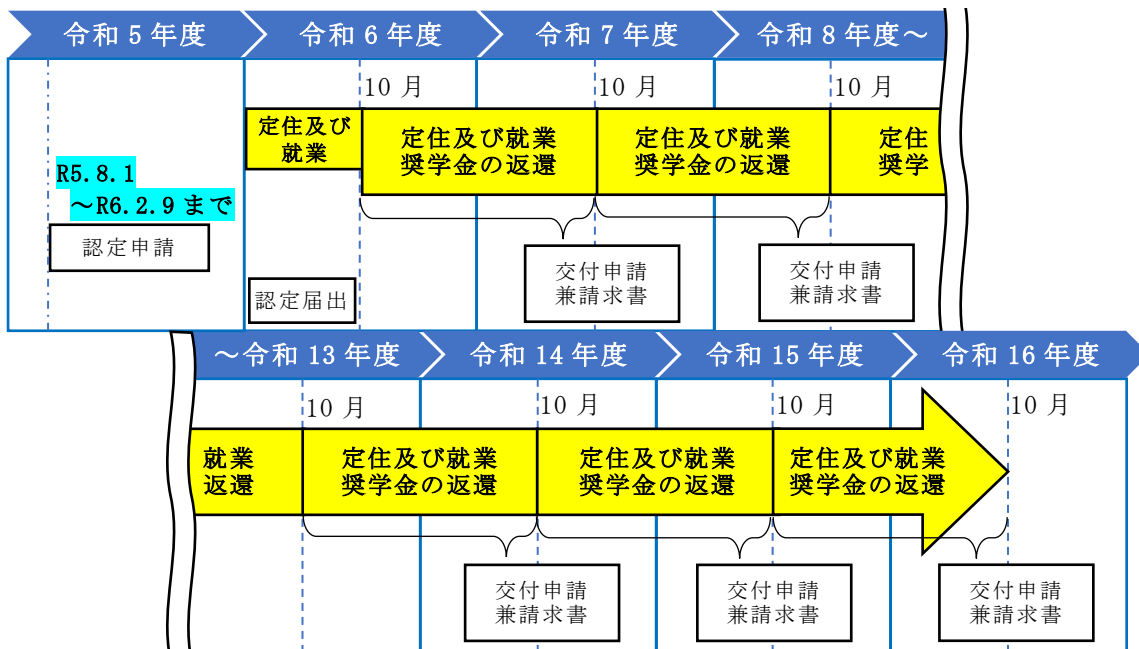 令和 5 年度
令和 6 年度
令和 7 年度
令和 8 年度～
10 月
10 月
10 月
定住及び
就業
定住及び就業
奨学金の返還
定住及び就業
奨学金の返還
定住
奨学
R5.8.1
～R6.2.9 まで
認定申請
認定届出
交付申請
兼請求書
交付申請
兼請求書
～令和 13 年度
令和 14 年度
令和 15 年度
令和 16 年度
10 月
10 月
10 月
10 月
就業
返還
定住及び就業
奨学金の返還
定住及び就業
奨学金の返還
定住及び就業
奨学金の返還
交付申請
兼請求書
交付申請
兼請求書
交付申請
兼請求書